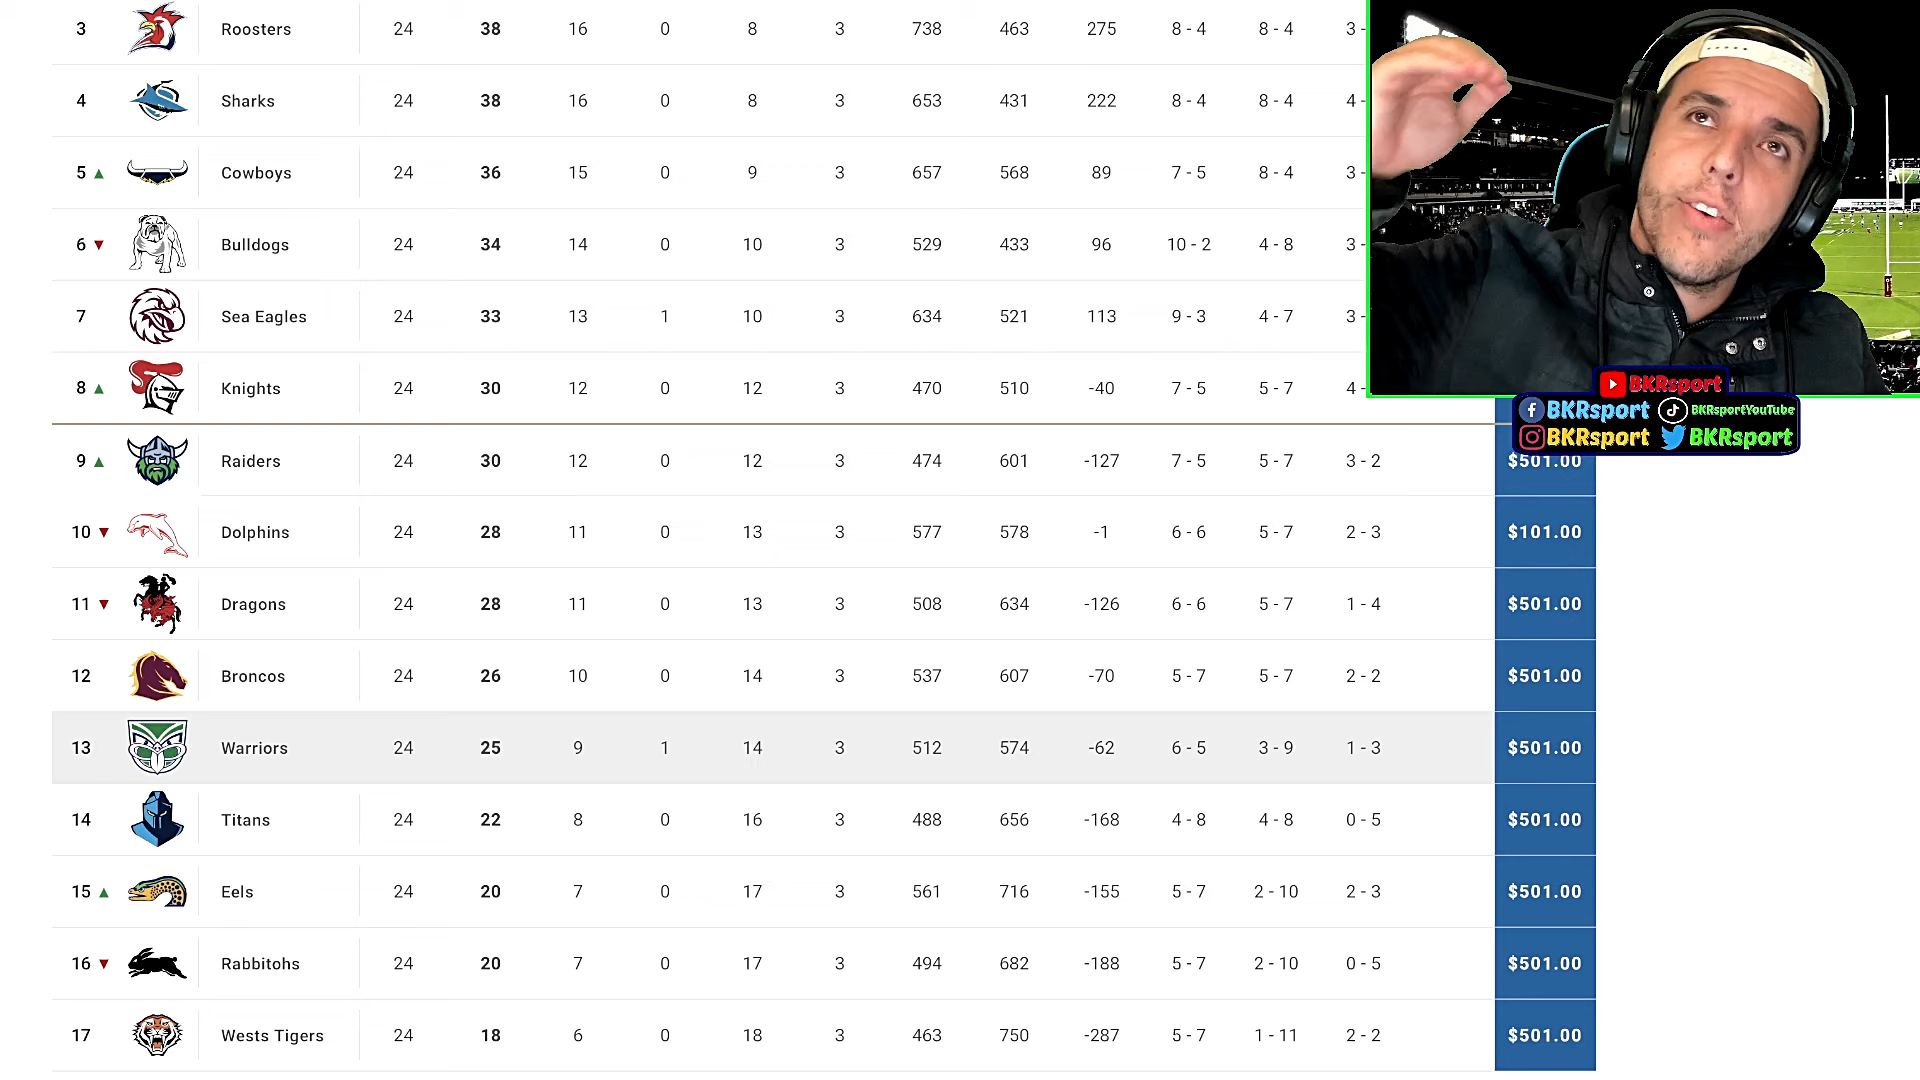 3 Roosters 24 38 16 0 8 3 738 463 275 8 - 4 8 - 4 3 -
4 Sharks 24 38 16 0 8 3 653 431 222 8 - 4 8 - 4 4 -
5 ▲ Cowboys 24 36 15 0 9 3 657 568 89 7 - 5 8 - 4 3 -
6 ▼ Bulldogs 24 34 14 0 10 3 529 433 96 10 - 2 4 - 8 3 -
7 Sea Eagles 24 33 13 1 10 3 634 521 113 9 - 3 4 - 7 3 -
8 ▲ Knights 24 30 12 0 12 3 470 510 -40 7 - 5 5 - 7 4 -
BKRsport
BKRsport BKRsportYouTube
BKRsport BKRsport
9 ▲ Raiders 24 30 12 0 12 3 474 601 -127 7 - 5 5 - 7 3 - 2 $501.00
10 ▼ Dolphins 24 28 11 0 13 3 577 578 -1 6 - 6 5 - 7 2 - 3 $101.00
11 ▼ Dragons 24 28 11 0 13 3 508 634 -126 6 - 6 5 - 7 1 - 4 $501.00
12 Broncos 24 26 10 0 14 3 537 607 -70 5 - 7 5 - 7 2 - 2 $501.00
13 Warriors 24 25 9 1 14 3 512 574 -62 6 - 5 3 - 9 1 - 3 $501.00
14 Titans 24 22 8 0 16 3 488 656 -168 4 - 8 4 - 8 0 - 5 $501.00
15 ▲ Eels 24 20 7 0 17 3 561 716 -155 5 - 7 2 - 10 2 - 3 $501.00
16 ▼ Rabbitohs 24 20 7 0 17 3 494 682 -188 5 - 7 2 - 10 0 - 5 $501.00
17 Wests Tigers 24 18 6 0 18 3 463 750 -287 5 - 7 1 - 11 2 - 2 $501.00